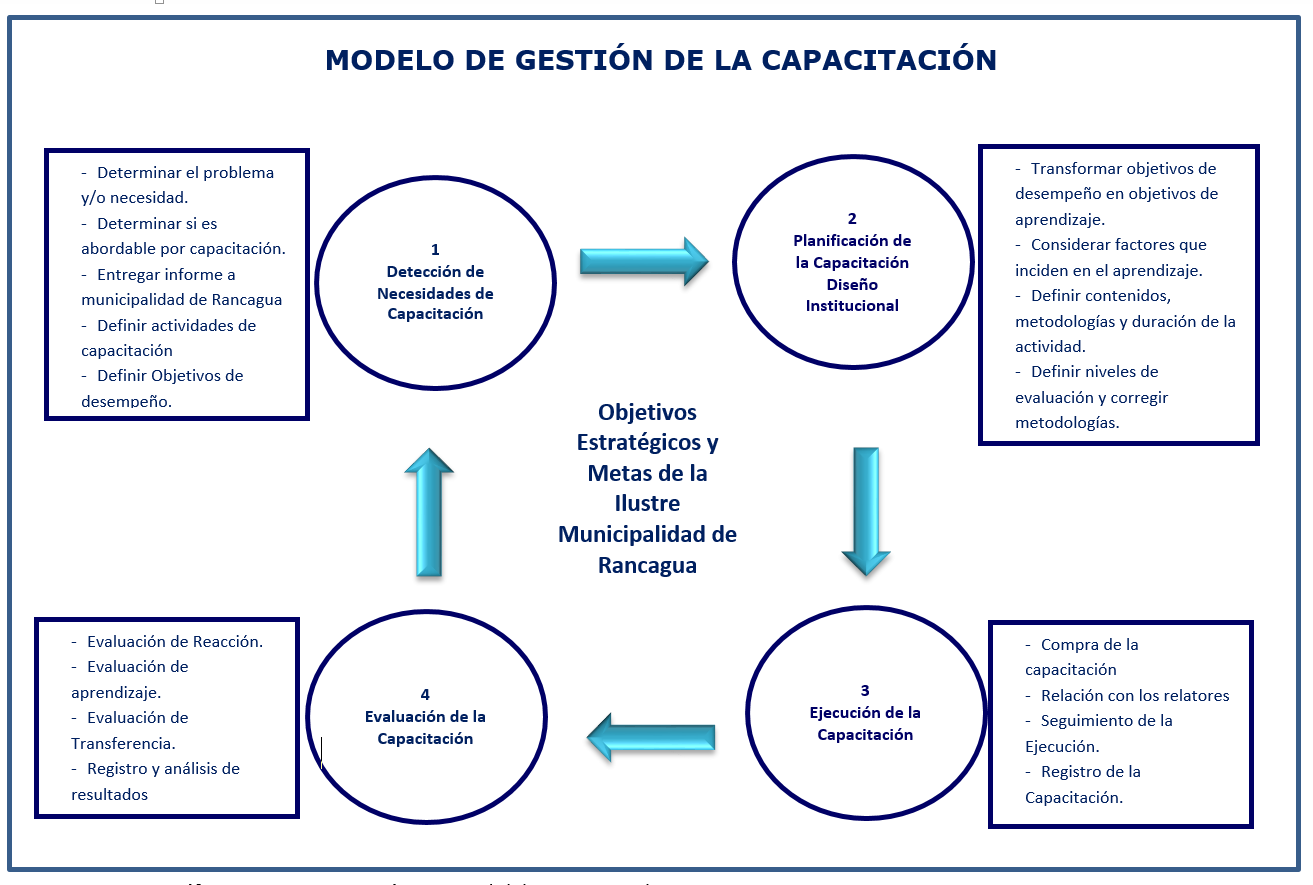 MODELO DE GESTIÓN DE LA CAPACITACIÓN
- Determinar el problema
y/o necesidad.
- Determinar si es
abordable por capacitación.
- Entregar informe a
municipalidad de Rancagua
- Definir actividades de
capacitación
- Definir Objetivos de
desempeño.
1
Detección de
Necesidades de
Capacitación
2
Planificación de
la Capacitación
Diseño
Institucional
- Transformar objetivos de
desempeño en objetivos de
aprendizaje.
- Considerar factores que
inciden en el aprendizaje.
- Definir contenidos,
metodologías y duración de la
actividad.
- Definir niveles de
evaluación y corregir
metodologías.
Objetivos
Estratégicos y
Metas de la
Ilustre
Municipalidad de
Rancagua
- Evaluación de Reacción.
- Evaluación de
aprendizaje.
- Evaluación de
Transferencia.
- Registro y análisis de
resultados
4
Evaluación de la
Capacitación
3
Ejecución de la
Capacitación
- Compra de la
capacitación
- Relación con los relatores
- Seguimiento de la
Ejecución.
- Registro de la
Capacitación.